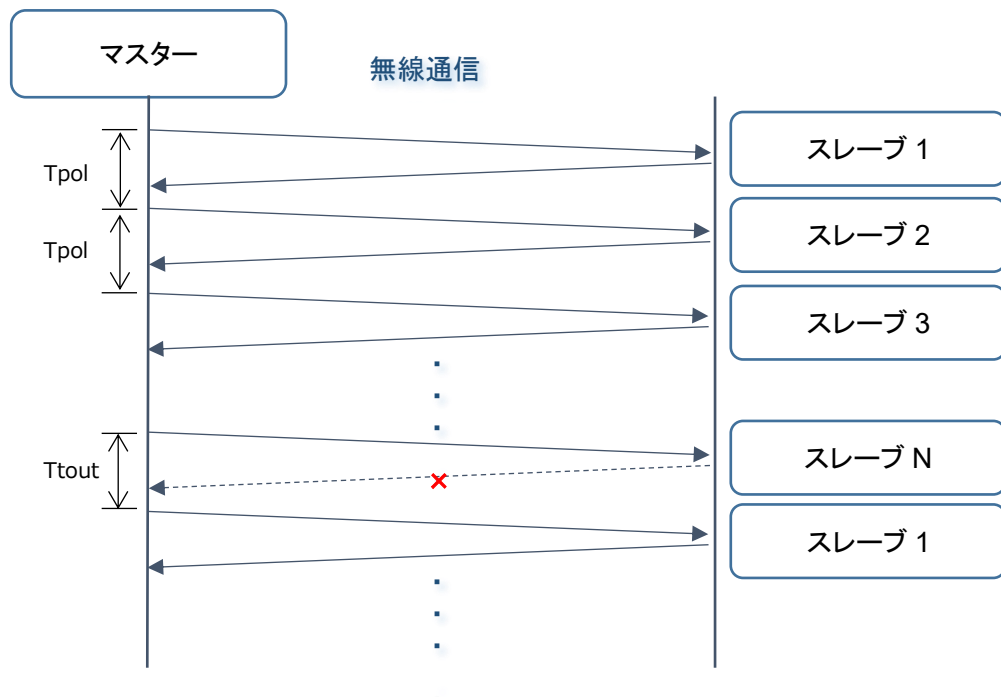 マスター
無線通信
スレーブ 1
Tpol
スレーブ 2
Tpol
スレーブ 3
スレーブ N
Ttout
スレーブ 1